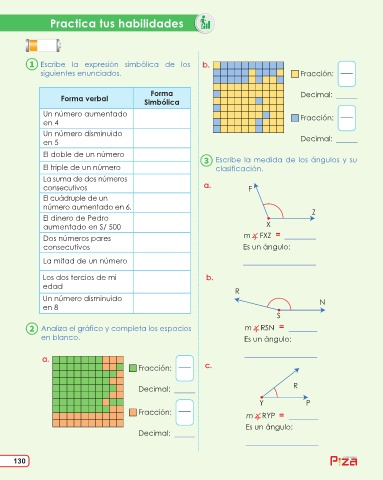 Practica tus habilidades
1 Escribe la expresión simbólica de los
siguientes enunciados.
Forma verbal
Forma
Simbólica
Un número aumentado
en 4
Un número disminuido
en 5
El doble de un número
El triple de un número
La suma de dos números
consecutivos
El cuádruple de un
número aumentado en 6.
El dinero de Pedro
aumentado en S/ 500
Dos números pares
consecutivos
La mitad de un número
Los dos tercios de mi
edad
Un número disminuido
en 8
2 Analiza el gráfico y completa los espacios
en blanco.
a.
Fracción:
Decimal:
Fracción:
Decimal:
b.
Fracción:
Decimal:
Fracción:
Decimal:
3 Escribe la medida de los ángulos y su
clasificación.
a.
F
Z
X
m∡FXZ =
Es un ángulo:
b.
R
N
S
m∡RSN =
Es un ángulo:
c.
R
Y P
m∡RYP =
Es un ángulo:
130